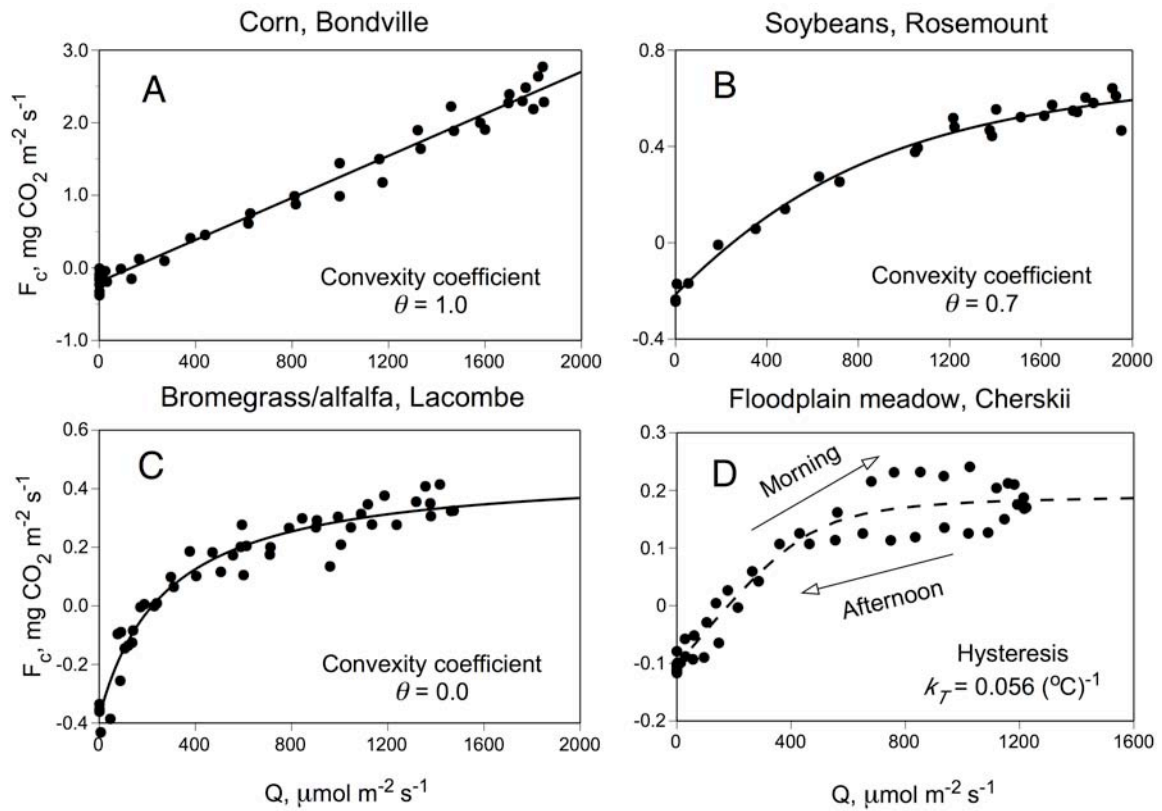 Corn, Bondville
A
F_c, mg CO₂ m⁻² s⁻¹
3.0
2.0
1.0
0.0
-1.0
0 400 800 1200 1600 2000
Convexity coefficient
θ = 1.0
Soybeans, Rosemount
B
0.8
0.4
0
-0.4
0 400 800 1200 1600 2000
Convexity coefficient
θ = 0.7
Bromegrass/alfalfa, Lacombe
C
F_c, mg CO₂ m⁻² s⁻¹
0.6
0.4
0.2
0.0
-0.2
-0.4
0 400 800 1200 1600 2000
Convexity coefficient
θ = 0.0
Q, μmol m⁻² s⁻¹
Floodplain meadow, Cherskii
D
0.3
0.2
0.1
0
-0.1
-0.2
0 400 800 1200 1600
Morning
Afternoon
Hysteresis
k_T = 0.056 (ºC)⁻¹
Q, μmol m⁻² s⁻¹